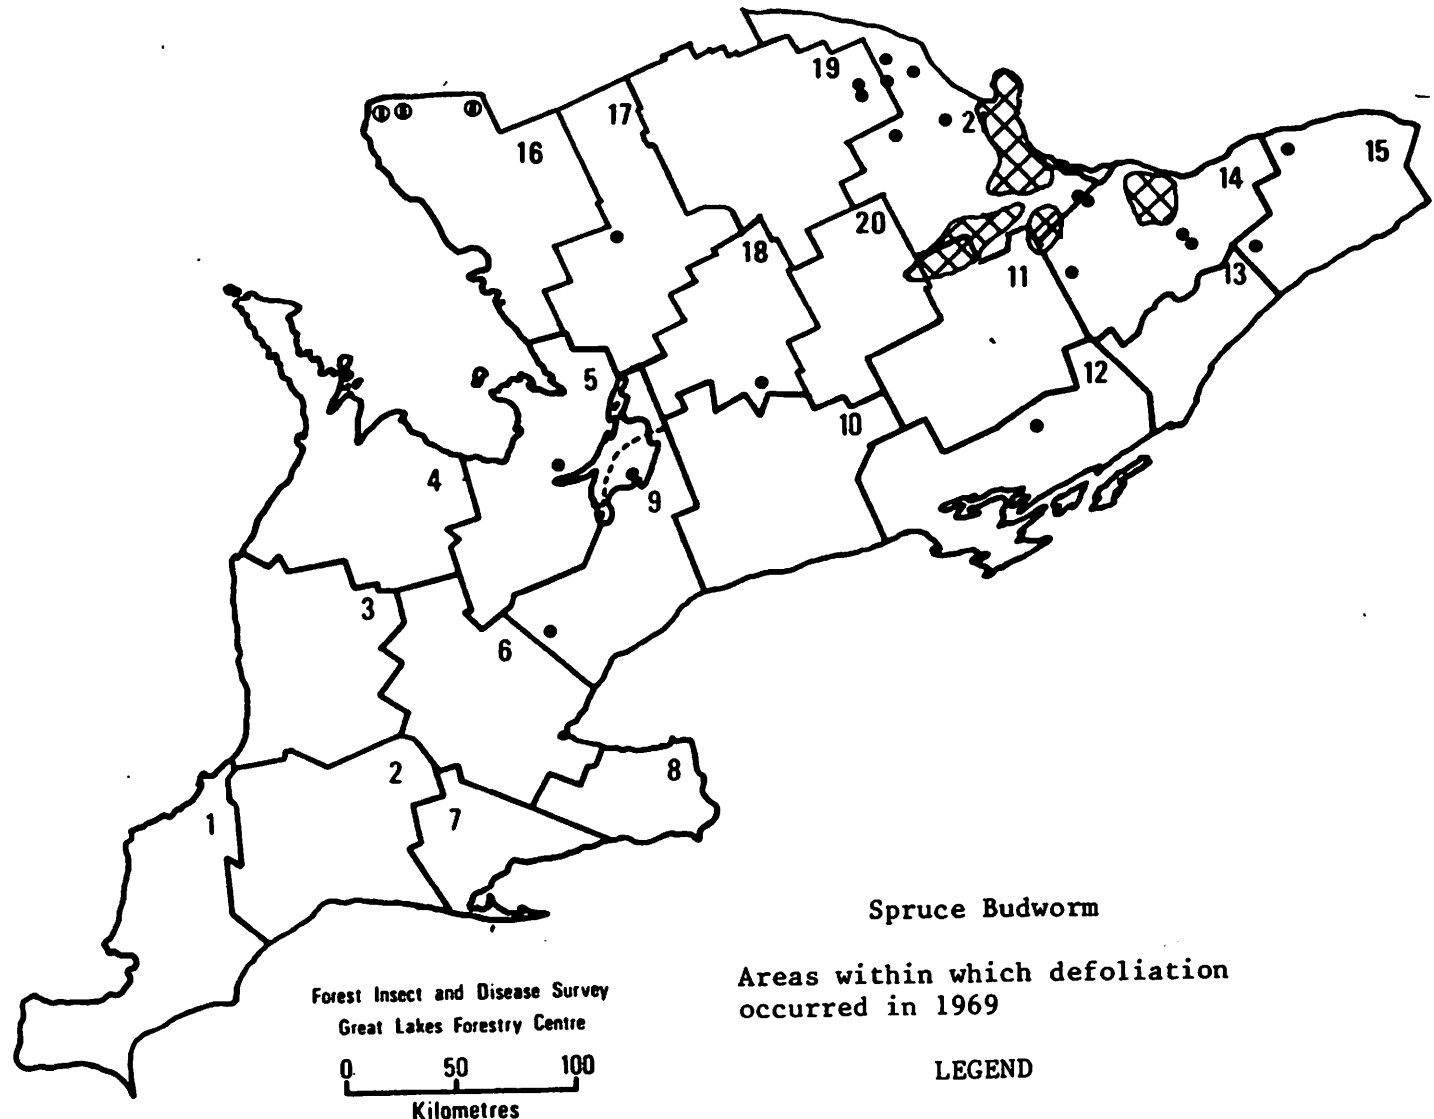 19
17
2
15
16
14
20
18
11
13
5
12
10
4
9
3
6
2
8
7
1
Spruce Budworm
Areas within which defoliation
occurred in 1969
Forest Insect and Disease Survey
Great Lakes Forestry Centre
0 50 100
Kilometres
LEGEND